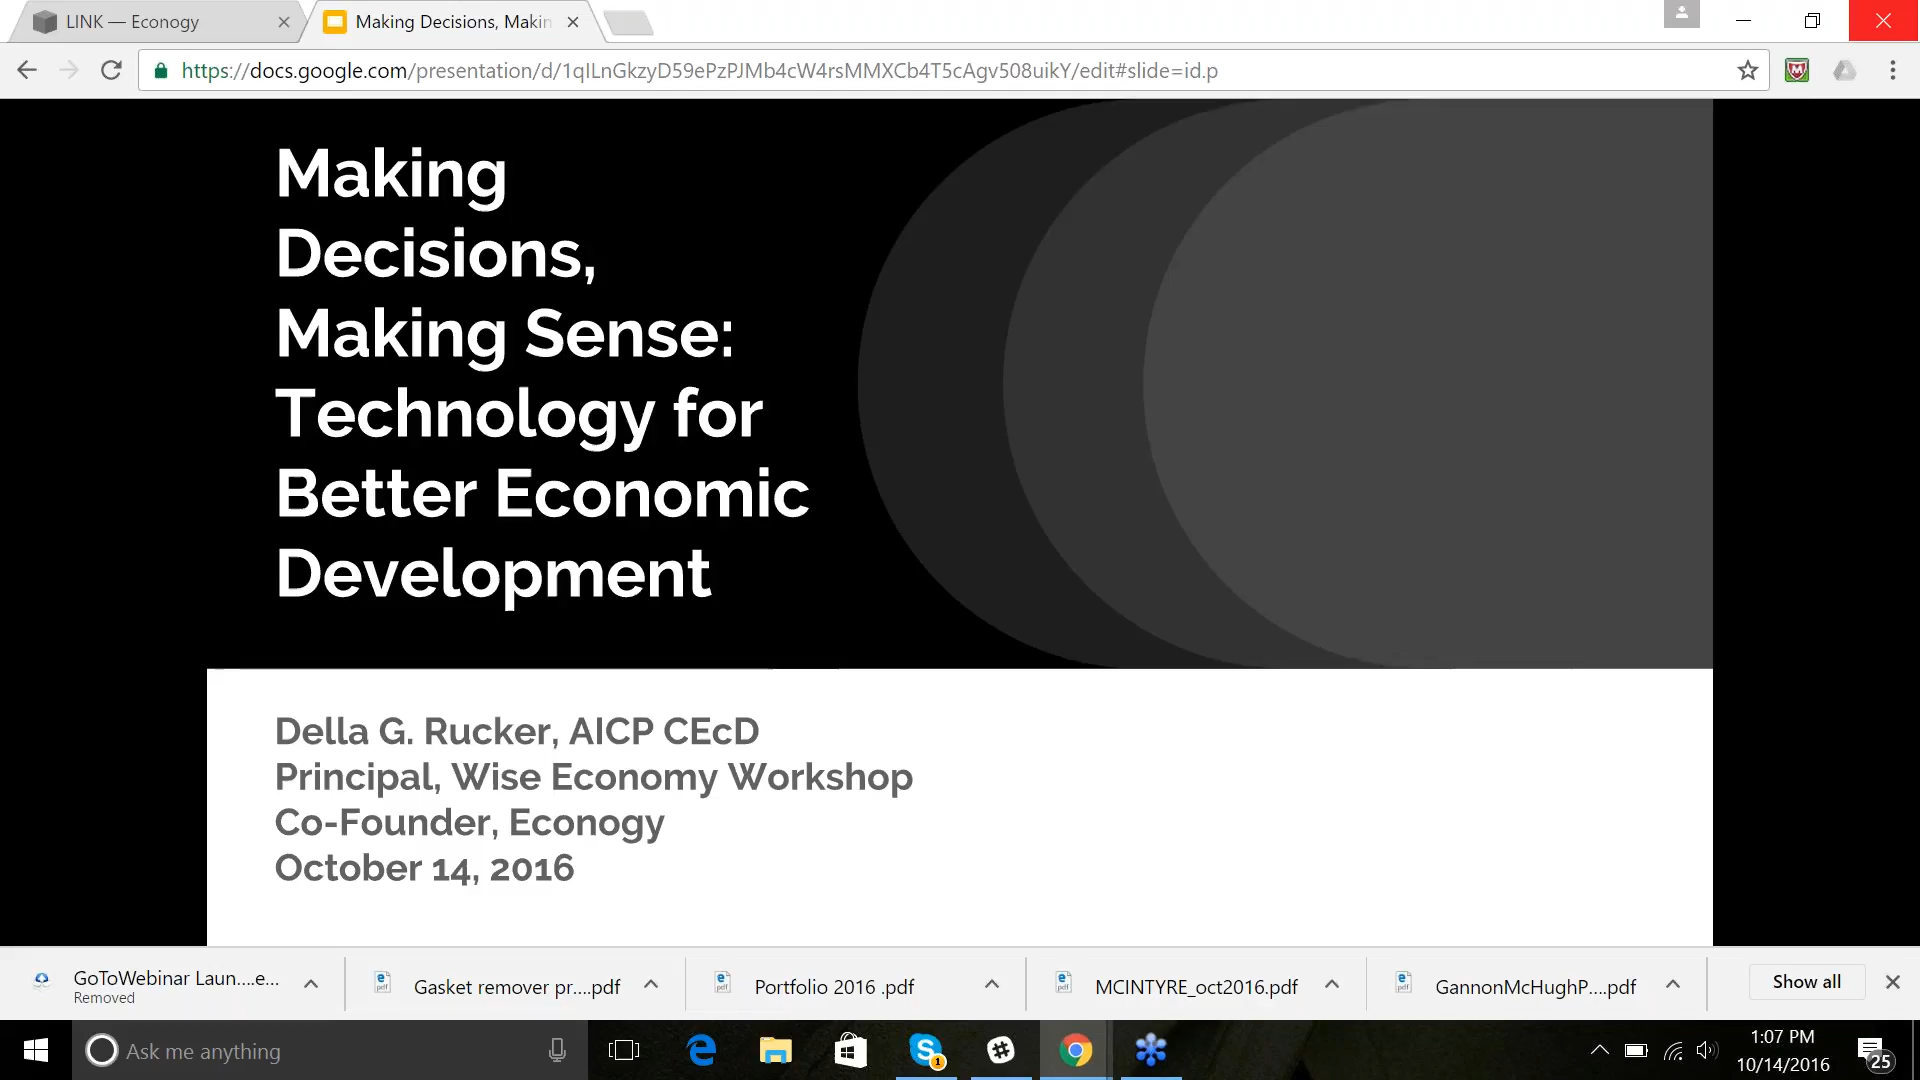 LINK — Econogy
Making Decisions, Makin
https://docs.google.com/presentation/d/1qILnGkzyD59ePzPJMb4cW4rsMMXCb4T5cAgv508uikY/edit#slide=id.p
Making
Decisions,
Making Sense:
Technology for
Better Economic
Development
Della G. Rucker, AICP CEcD
Principal, Wise Economy Workshop
Co-Founder, Econogy
October 14, 2016
GoToWebinar Laun....e...
Removed
Gasket remover pr....pdf
Portfolio 2016 .pdf
MCINTYRE_oct2016.pdf
GannonMcHughP....pdf
Show all
Ask me anything
1
1:07 PM
10/14/2016
25